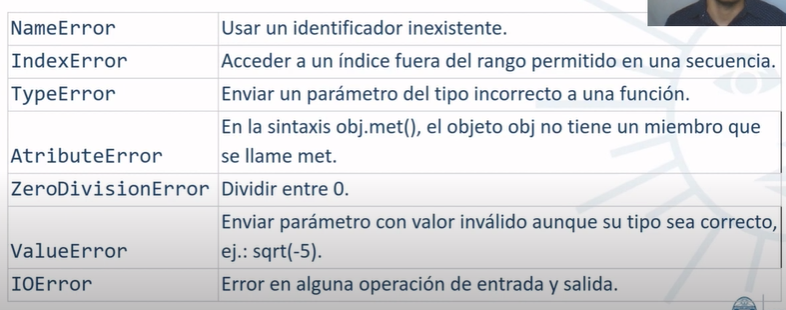 NameError Usar un identificador inexistente.
IndexError Acceder a un índice fuera del rango permitido en una secuencia.
TypeError Enviar un parámetro del tipo incorrecto a una función.
En la sintaxis obj.met(), el objeto obj no tiene un miembro que
AtributeError se llame met.
ZeroDivisionError Dividir entre 0.
Enviar parámetro con valor inválido aunque su tipo sea correcto,
ValueError ej.: sqrt(-5).
IOError Error en alguna operación de entrada y salida.